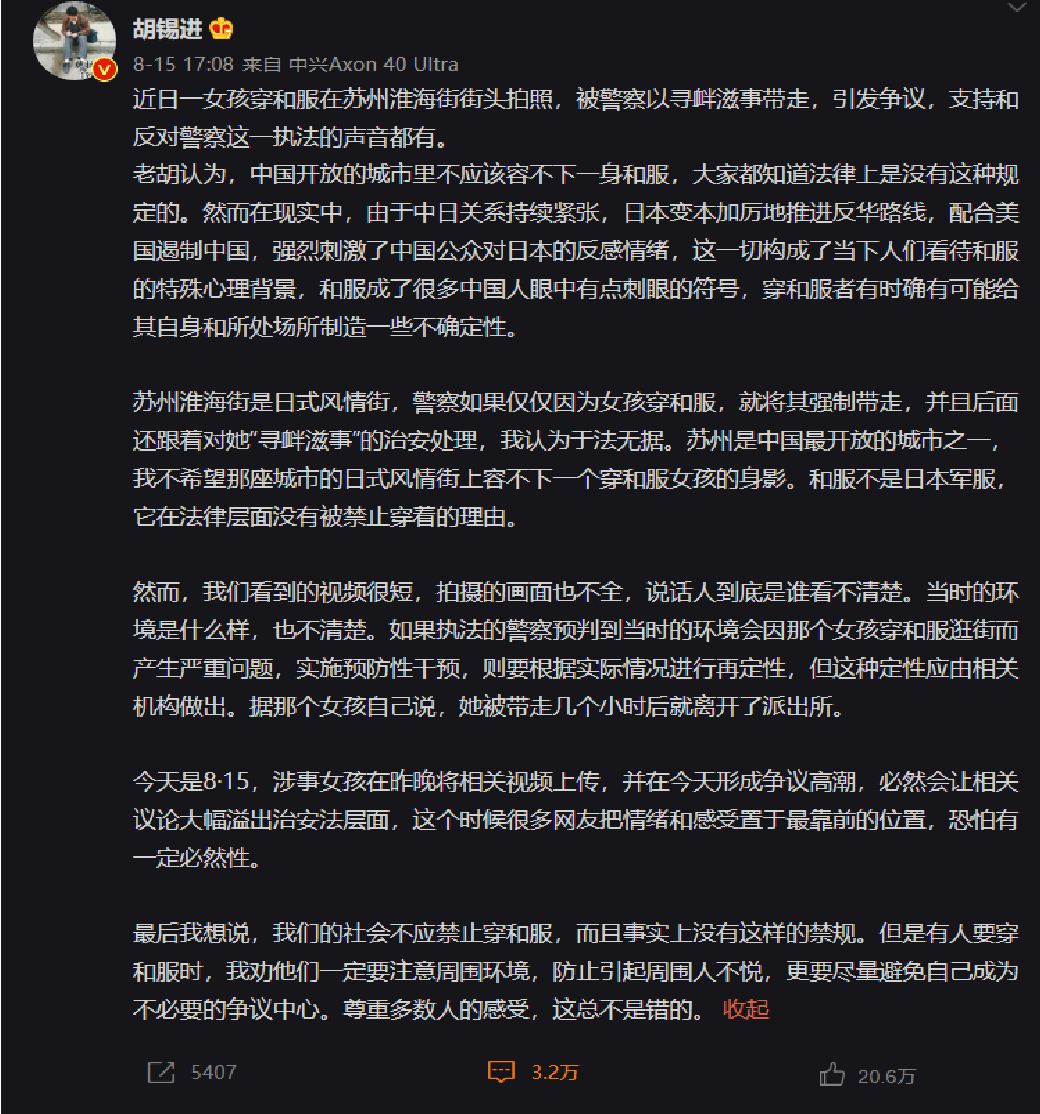 胡锡进
8-15 17:08 来自 中兴Axon 40 Ultra
近日一女孩穿和服在苏州淮海街街头拍照，被警察以寻衅滋事带走，引发争议，支持和
反对警察这一执法的声音都有。
老胡认为，中国开放的城市里不应该容不下一身和服，大家都知道法律上是没有这种规
定的。然而在现实中，由于中日关系持续紧张，日本变本加厉地推进反华路线，配合美
国遏制中国，强烈刺激了中国公众对日本的反感情绪，这一切构成了当下人们看待和服
的特殊心理背景，和服成了很多中国人眼中有点刺眼的符号，穿和服者有时确有可能给
其自身和所处场所制造一些不确定性。
苏州淮海街是日式风情街，警察如果仅仅因为女孩穿和服，就将其强制带走，并且后面
还跟着对她“寻衅滋事”的治安处理，我认为于法无据。苏州是中国最开放的城市之一，
我不希望那座城市的日式风情街上容不下一个穿和服女孩的身影。和服不是日本军服，
它在法律层面没有被禁止穿着的理由。
然而，我们看到的视频很短，拍摄的画面也不全，说话人到底是谁看不清楚。当时的环
境是什么样，也不清楚。如果执法的警察预判到当时的环境会因那个女孩穿和服逛街而
产生严重问题，实施预防性干预，则要根据实际情况进行再定性，但这种定性应由相关
机构做出。据那个女孩自己说，她被带走几个小时后就离开了派出所。
今天是8·15，涉事女孩在昨晚将相关视频上传，并在今天形成争议高潮，必然会让相关
议论大幅溢出治安法层面，这个时候很多网友把情绪和感受置于最靠前的位置，恐怕有
一定必然性。
最后我想说，我们的社会不应禁止穿和服，而且事实上没有这样的禁规。但是有人要穿
和服时，我劝他们一定要注意周围环境，防止引起周围人不悦，更要尽量避免自己成为
不必要的争议中心。尊重多数人的感受，这总不是错的。 收起
5407 3.2万 20.6万